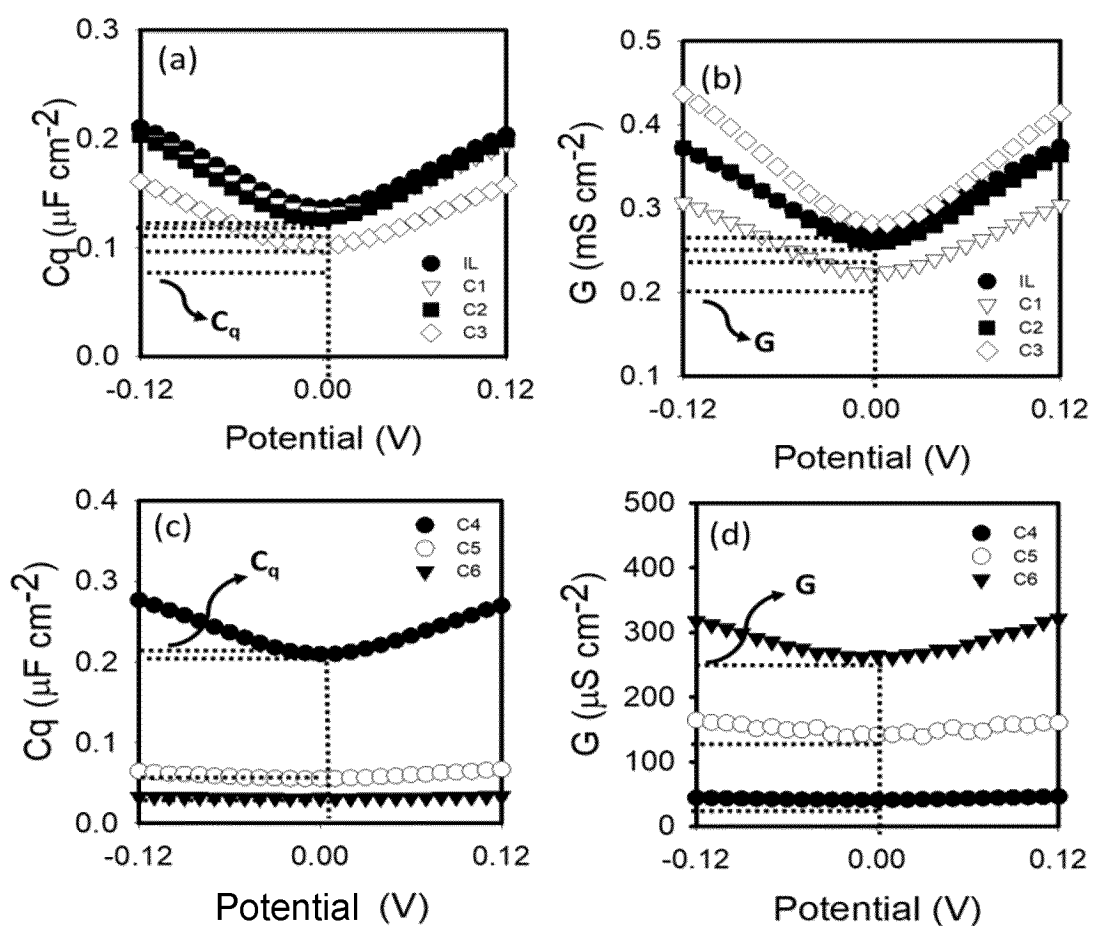 (a)
0.3
0.2
0.1
0.0
Cq (μF cm-2)
IL
C1
C2
C3
Cq
-0.12 0.00 0.12
Potential (V)
(b)
0.5
0.4
0.3
0.2
0.1
G (mS cm-2)
IL
C1
C2
C3
G
-0.12 0.00 0.12
Potential (V)
(c)
0.4
0.3
0.2
0.1
0.0
Cq (μF cm-2)
C4
C5
C6
Cq
-0.12 0.00 0.12
Potential (V)
(d)
500
400
300
200
100
0
G (μS cm-2)
C4
C5
C6
G
-0.12 0.00 0.12
Potential (V)